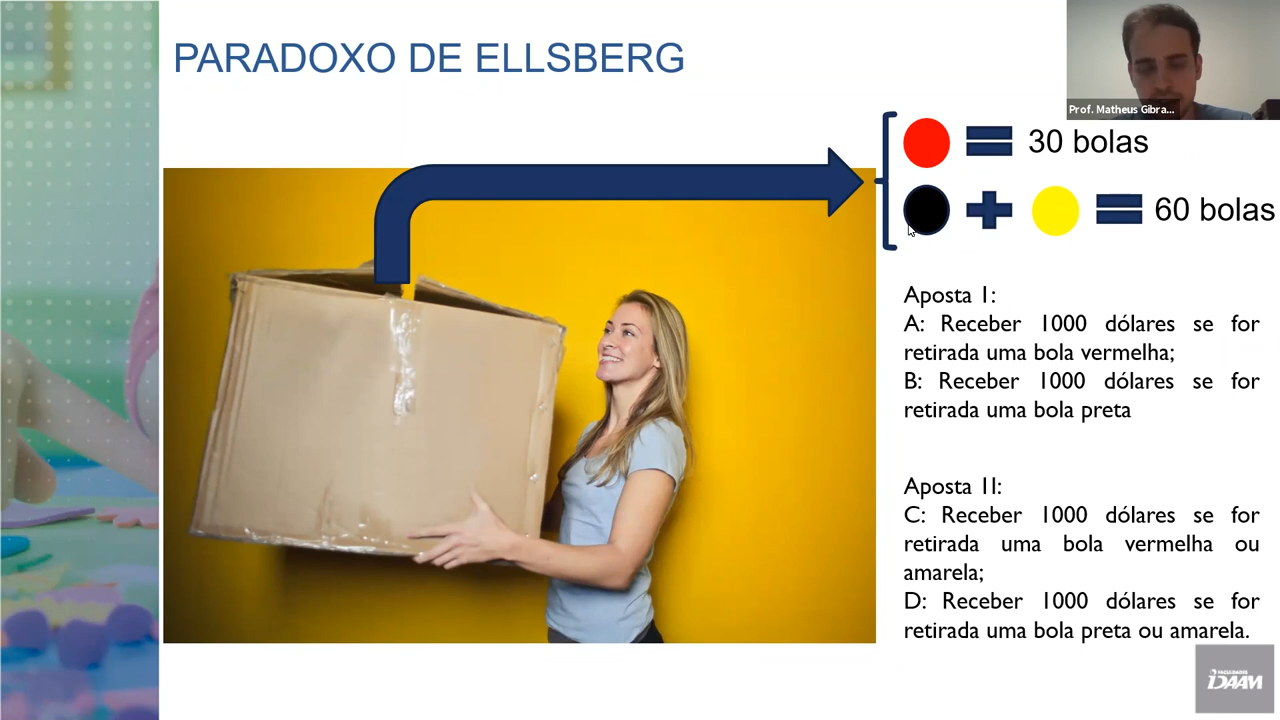 PARADOXO DE ELLSBERG
Prof. Matheus Gibra...
30 bolas
60 bolas
Aposta I:
A: Receber 1000 dólares se for
retirada uma bola vermelha;
B: Receber 1000 dólares se for
retirada uma bola preta
Aposta II:
C: Receber 1000 dólares se for
retirada uma bola vermelha ou
amarela;
D: Receber 1000 dólares se for
retirada uma bola preta ou amarela.
FACULDADES
IDAAM